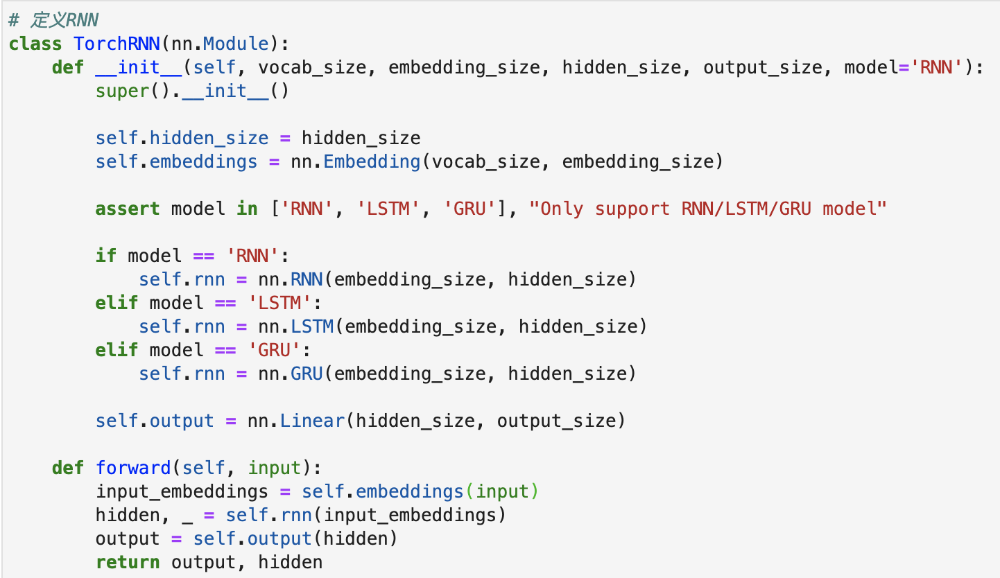 # 定义RNN
class TorchRNN(nn.Module):
    def __init__(self, vocab_size, embedding_size, hidden_size, output_size, model='RNN'):
        super().__init__()

        self.hidden_size = hidden_size
        self.embeddings = nn.Embedding(vocab_size, embedding_size)

        assert model in ['RNN', 'LSTM', 'GRU'], "Only support RNN/LSTM/GRU model"

        if model == 'RNN':
            self.rnn = nn.RNN(embedding_size, hidden_size)
        elif model == 'LSTM':
            self.rnn = nn.LSTM(embedding_size, hidden_size)
        elif model == 'GRU':
            self.rnn = nn.GRU(embedding_size, hidden_size)

        self.output = nn.Linear(hidden_size, output_size)

    def forward(self, input):
        input_embeddings = self.embeddings(input)
        hidden, _ = self.rnn(input_embeddings)
        output = self.output(hidden)
        return output, hidden